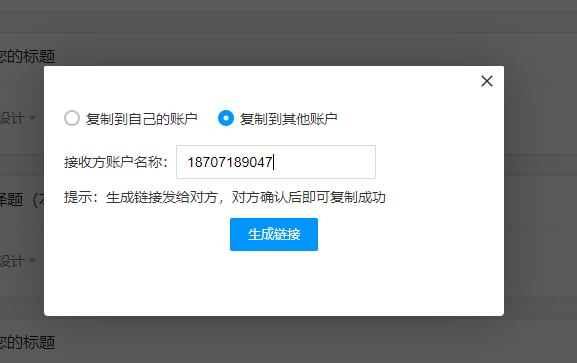 您的标题
设计
复制到自己的账户 复制到其他账户
接收方账户名称： 18707189047
提示：生成链接发给对方，对方确认后即可复制成功
择题（
生成链接
设计
您的标题